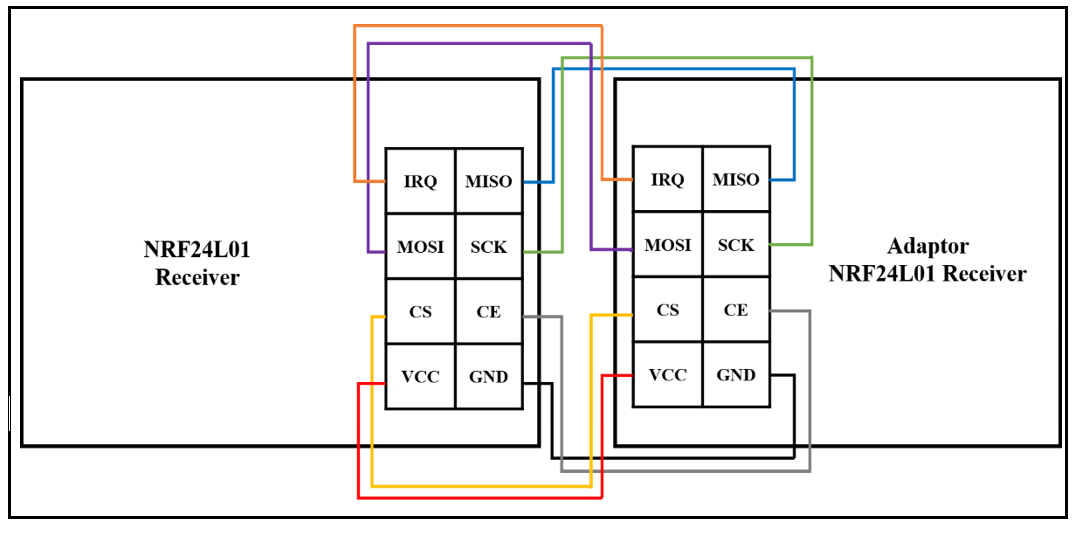 NRF24L01
Receiver
IRQ MISO
MOSI SCK
CS CE
VCC GND
IRQ MISO
MOSI SCK
CS CE
VCC GND
Adaptor
NRF24L01 Receiver